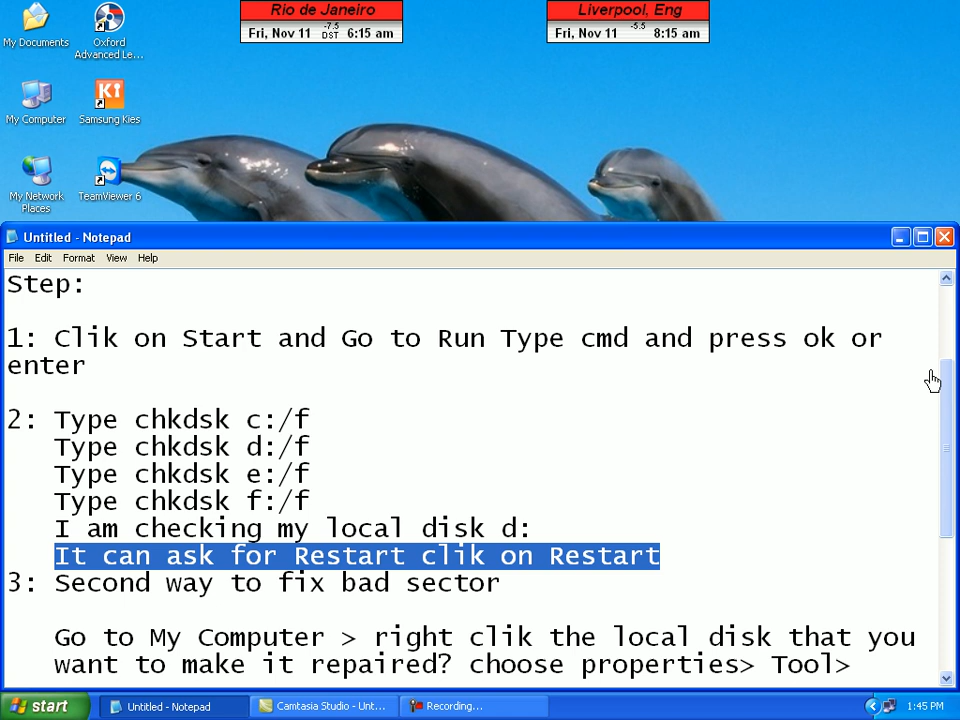 Rio de Janeiro
Fri, Nov 11 -7.5 DST 6:15 am
Liverpool, Eng
Fri, Nov 11 -5.5 8:15 am
My Documents
Oxford Advanced Le...
My Computer
Samsung Kies
My Network Places
TeamViewer 6
Untitled - Notepad
File Edit Format View Help
Step:
1: Clik on Start and Go to Run Type cmd and press ok or
enter
2: Type chkdsk c:/f
Type chkdsk d:/f
Type chkdsk e:/f
Type chkdsk f:/f
I am checking my local disk d:
It can ask for Restart clik on Restart
3: Second way to fix bad sector
Go to My Computer > right clik the local disk that you
want to make it repaired? choose properties> Tool>
start
Untitled - Notepad
Camtasia Studio - Unt...
Recording...
1:45 PM